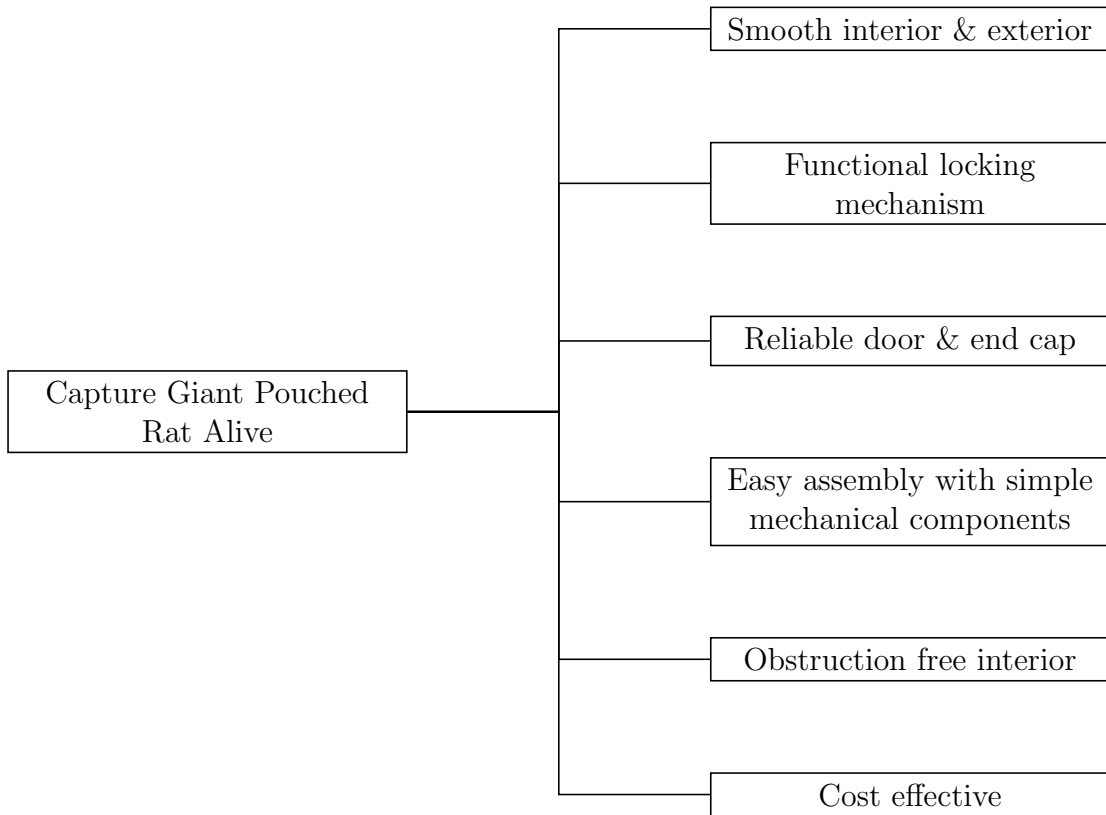 Smooth interior & exterior
Functional locking
mechanism
Reliable door & end cap
Capture Giant Pouched
Rat Alive
Easy assembly with simple
mechanical components
Obstruction free interior
Cost effective